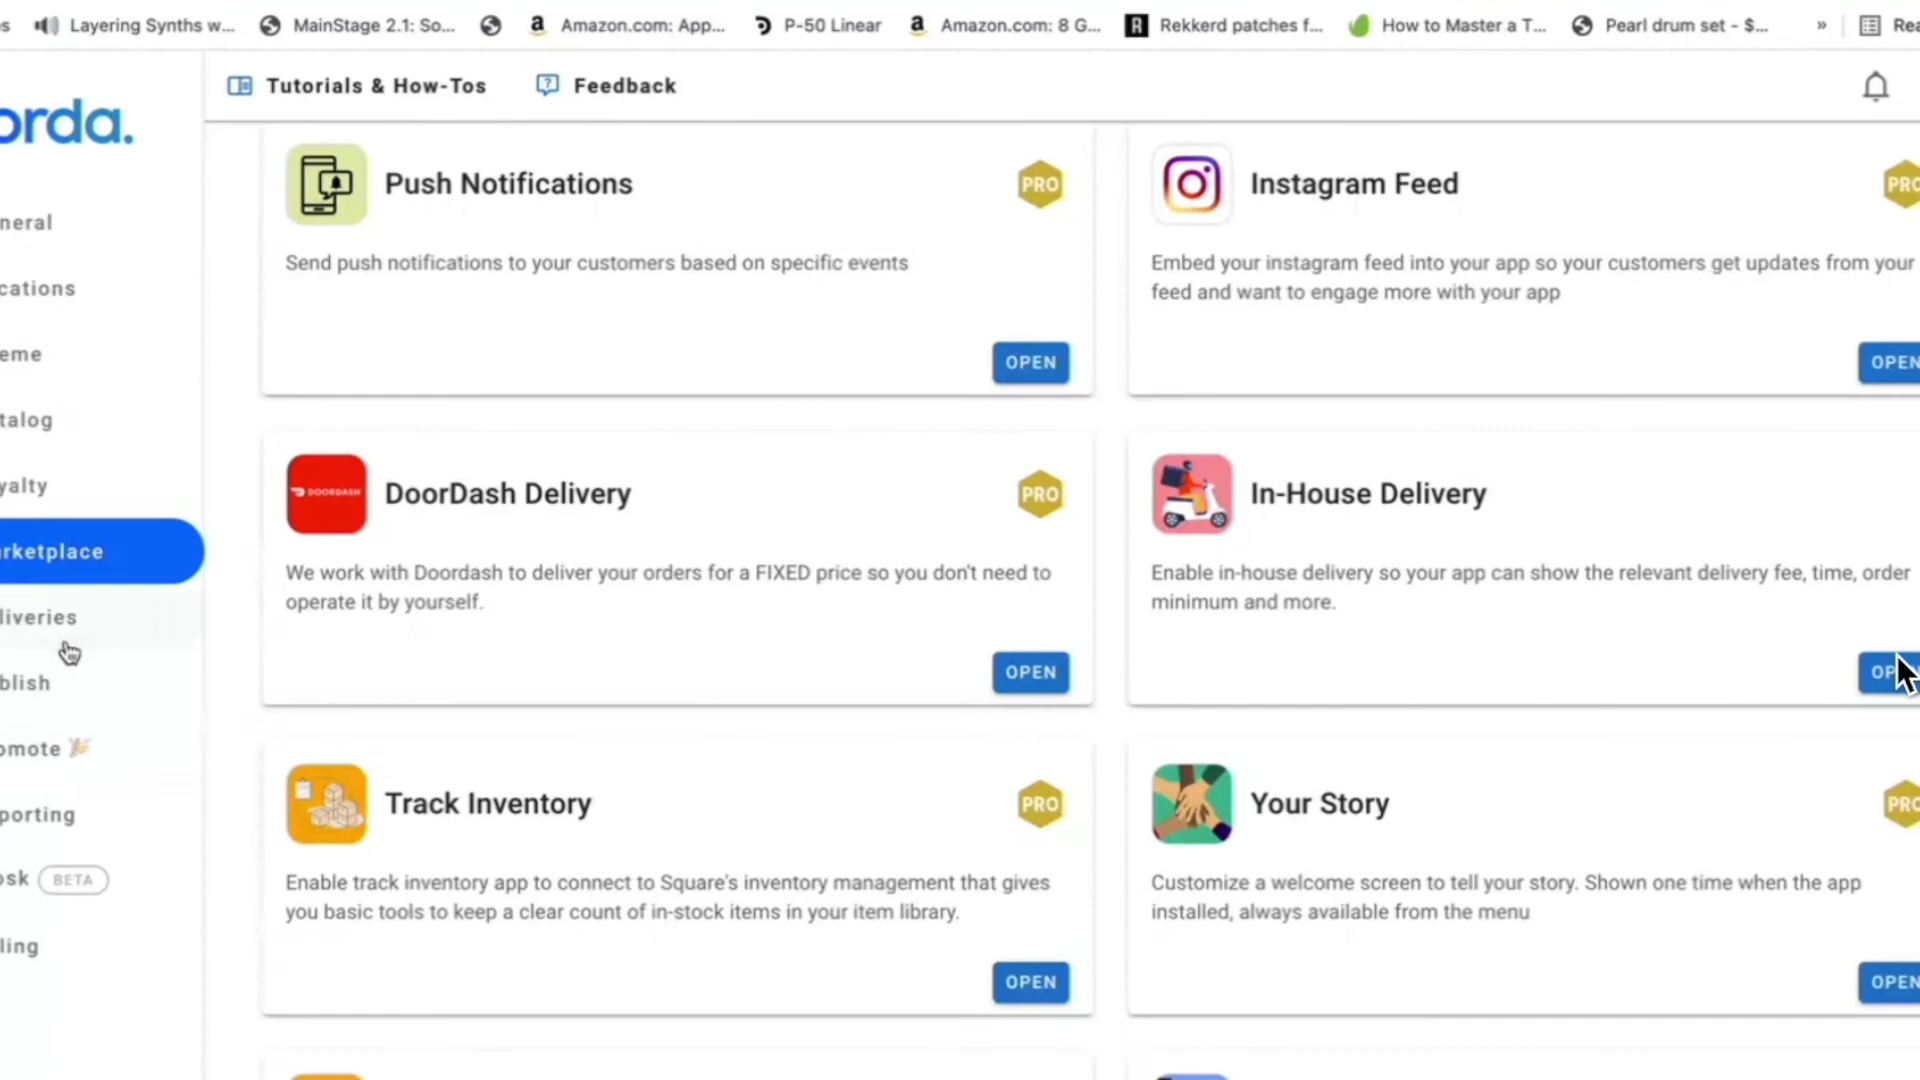 s
Layering Synths w...
MainStage 2.1: So...
Amazon.com: App...
P-50 Linear
Amazon.com: 8 G...
R
Rekkerd patches f...
How to Master a T...
Pearl drum set - $...
»
Rea
orda.
Tutorials & How-Tos
Feedback
neral
cations
eme
talog
yalty
rketplace
liveries
blish
omote
porting
osk BETA
ling
Push Notifications
PRO
Send push notifications to your customers based on specific events
OPEN
Instagram Feed
PRO
Embed your instagram feed into your app so your customers get updates from your
feed and want to engage more with your app
OPEN
DOORDASH
DoorDash Delivery
PRO
We work with Doordash to deliver your orders for a FIXED price so you don't need to
operate it by yourself.
OPEN
In-House Delivery
Enable in-house delivery so your app can show the relevant delivery fee, time, order
minimum and more.
OPEN
Track Inventory
PRO
Enable track inventory app to connect to Square's inventory management that gives
you basic tools to keep a clear count of in-stock items in your item library.
OPEN
Your Story
PRO
Customize a welcome screen to tell your story. Shown one time when the app
installed, always available from the menu
OPEN